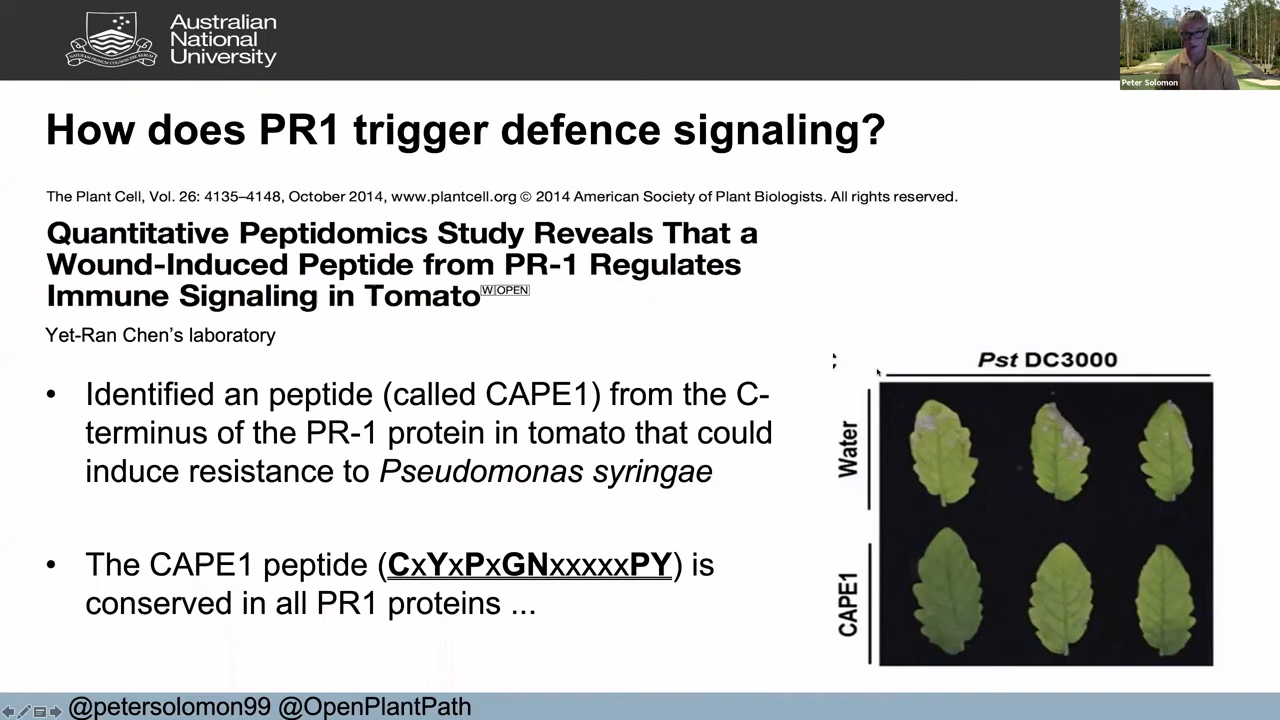 Australian
National
University
Peter Solomon
How does PR1 trigger defence signaling?
The Plant Cell, Vol. 26: 4135–4148, October 2014, www.plantcell.org © 2014 American Society of Plant Biologists. All rights reserved.
Quantitative Peptidomics Study Reveals That a
Wound-Induced Peptide from PR-1 Regulates
Immune Signaling in Tomato W OPEN
Yet-Ran Chen's laboratory
• Identified an peptide (called CAPE1) from the C-
terminus of the PR-1 protein in tomato that could
induce resistance to Pseudomonas syringae
• The CAPE1 peptide (CxYxPxGNxxxxxPY) is
conserved in all PR1 proteins ...
Pst DC3000
Water
CAPE1
@petersolomon99 @OpenPlantPath